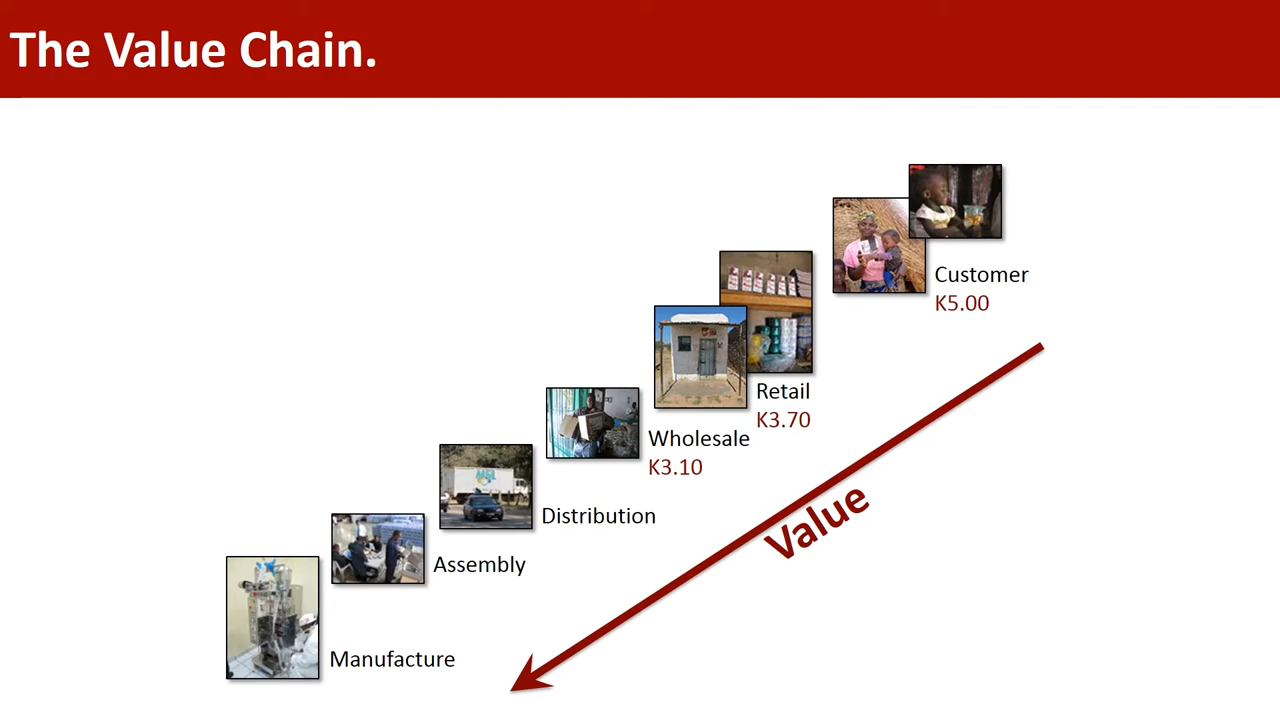 The Value Chain.
Customer
K5.00
Retail
K3.70
Wholesale
K3.10
Distribution
Assembly
Manufacture
Value